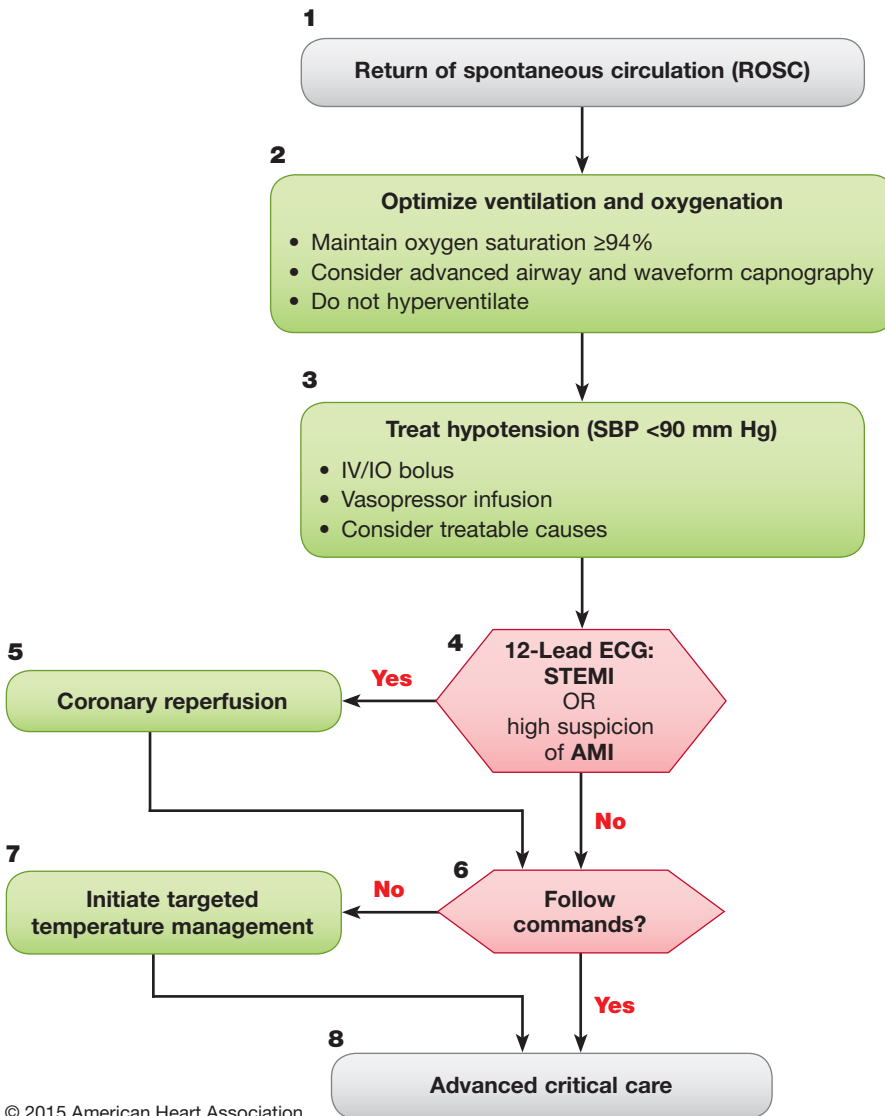 1
Return of spontaneous circulation (ROSC)
2
Optimize ventilation and oxygenation
• Maintain oxygen saturation ≥94%
• Consider advanced airway and waveform capnography
• Do not hyperventilate
3
Treat hypotension (SBP <90 mm Hg)
• IV/IO bolus
• Vasopressor infusion
• Consider treatable causes
4
12-Lead ECG:
STEMI
OR
high suspicion
of AMI
5
Yes
Coronary reperfusion
No
6
Follow
commands?
7
No
Initiate targeted
temperature management
Yes
8
Advanced critical care
© 2015 American Heart Association